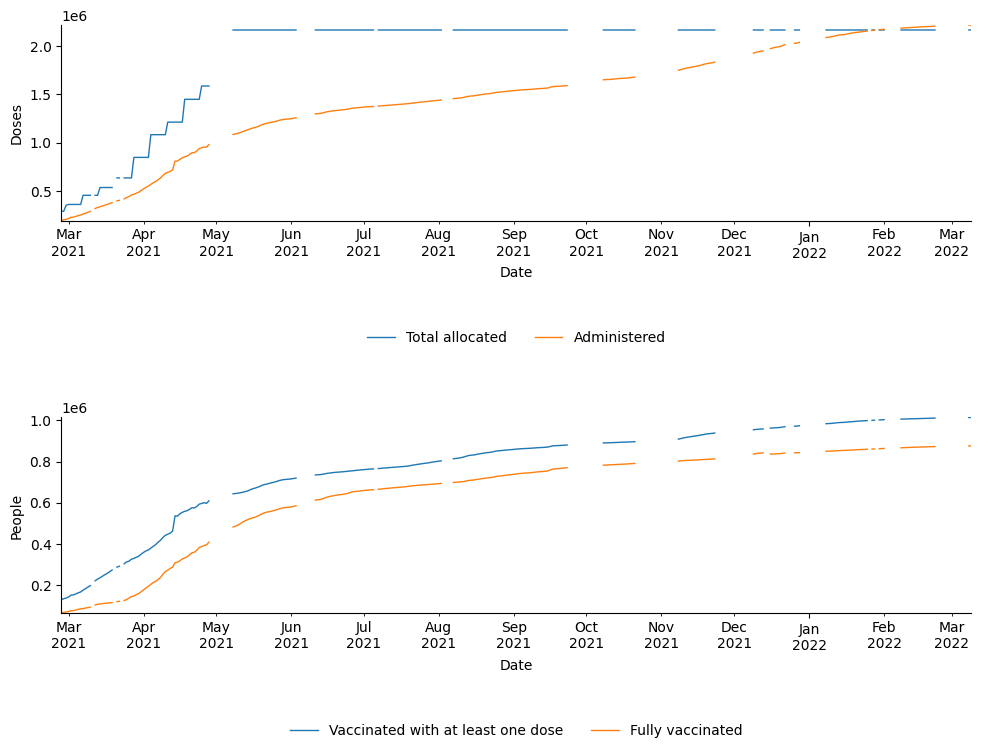 1e6
2.0
1.5
1.0
0.5
Doses
Mar Apr May Jun Jul Aug Sep Oct Nov Dec Jan Feb Mar
2021 2021 2021 2021 2021 2021 2021 2021 2021 2021 2022 2022 2022
Date
Total allocated Administered
1e6
1.0
0.8
0.6
0.4
0.2
People
Mar Apr May Jun Jul Aug Sep Oct Nov Dec Jan Feb Mar
2021 2021 2021 2021 2021 2021 2021 2021 2021 2021 2022 2022 2022
Date
Vaccinated with at least one dose Fully vaccinated